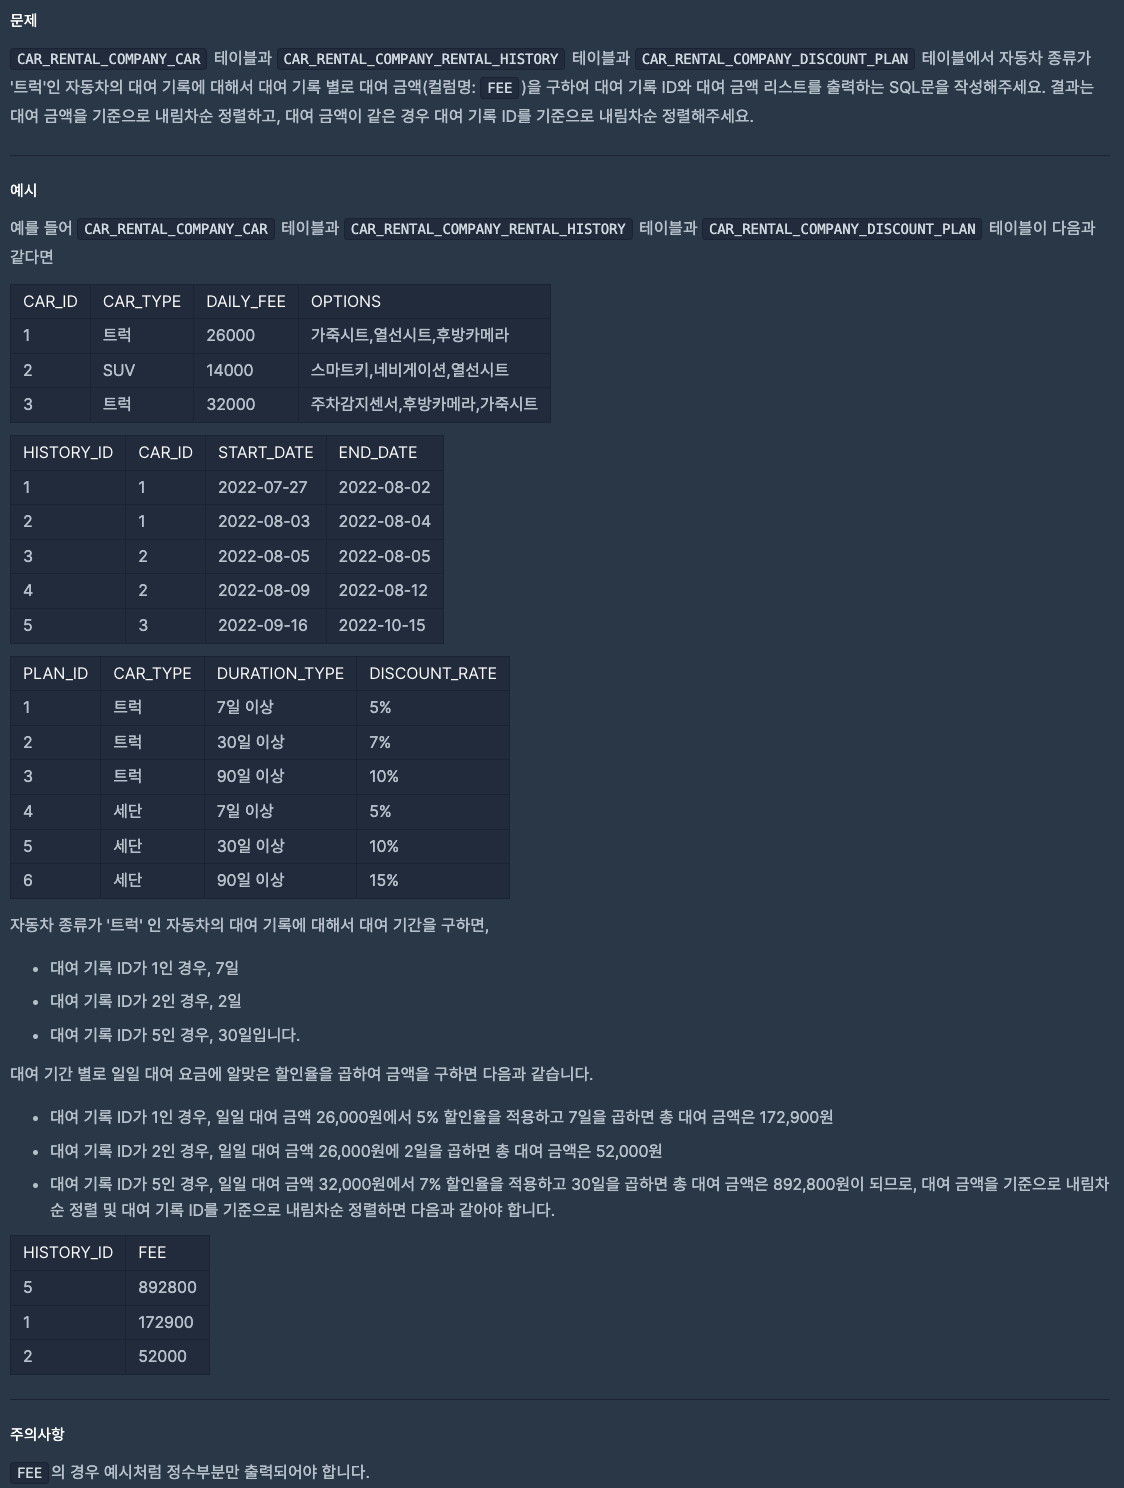 문제
CAR_RENTAL_COMPANY_CAR 테이블과 CAR_RENTAL_COMPANY_RENTAL_HISTORY 테이블과 CAR_RENTAL_COMPANY_DISCOUNT_PLAN 테이블에서 자동차 종류가
'트럭'인 자동차의 대여 기록에 대해서 대여 기록 별로 대여 금액(컬럼명: FEE )을 구하여 대여 기록 ID와 대여 금액 리스트를 출력하는 SQL문을 작성해주세요. 결과는
대여 금액을 기준으로 내림차순 정렬하고, 대여 금액이 같은 경우 대여 기록 ID를 기준으로 내림차순 정렬해주세요.
예시
예를 들어 CAR_RENTAL_COMPANY_CAR 테이블과 CAR_RENTAL_COMPANY_RENTAL_HISTORY 테이블과 CAR_RENTAL_COMPANY_DISCOUNT_PLAN 테이블이 다음과
같다면
CAR_ID CAR_TYPE DAILY_FEE OPTIONS
1 트럭 26000 가죽시트,열선시트,후방카메라
2 SUV 14000 스마트키,네비게이션,열선시트
3 트럭 32000 주차감지센서,후방카메라,가죽시트
HISTORY_ID CAR_ID START_DATE END_DATE
1 1 2022-07-27 2022-08-02
2 1 2022-08-03 2022-08-04
3 2 2022-08-05 2022-08-05
4 2 2022-08-09 2022-08-12
5 3 2022-09-16 2022-10-15
PLAN_ID CAR_TYPE DURATION_TYPE DISCOUNT_RATE
1 트럭 7일 이상 5%
2 트럭 30일 이상 7%
3 트럭 90일 이상 10%
4 세단 7일 이상 5%
5 세단 30일 이상 10%
6 세단 90일 이상 15%
자동차 종류가 '트럭' 인 자동차의 대여 기록에 대해서 대여 기간을 구하면,
• 대여 기록 ID가 1인 경우, 7일
• 대여 기록 ID가 2인 경우, 2일
• 대여 기록 ID가 5인 경우, 30일입니다.
대여 기간 별로 일일 대여 요금에 알맞은 할인율을 곱하여 금액을 구하면 다음과 같습니다.
• 대여 기록 ID가 1인 경우, 일일 대여 금액 26,000원에서 5% 할인율을 적용하고 7일을 곱하면 총 대여 금액은 172,900원
• 대여 기록 ID가 2인 경우, 일일 대여 금액 26,000원에 2일을 곱하면 총 대여 금액은 52,000원
• 대여 기록 ID가 5인 경우, 일일 대여 금액 32,000원에서 7% 할인율을 적용하고 30일을 곱하면 총 대여 금액은 892,800원이 되므로, 대여 금액을 기준으로 내림차
순 정렬 및 대여 기록 ID를 기준으로 내림차순 정렬하면 다음과 같아야 합니다.
HISTORY_ID FEE
5 892800
1 172900
2 52000
주의사항
FEE 의 경우 예시처럼 정수부분만 출력되어야 합니다.